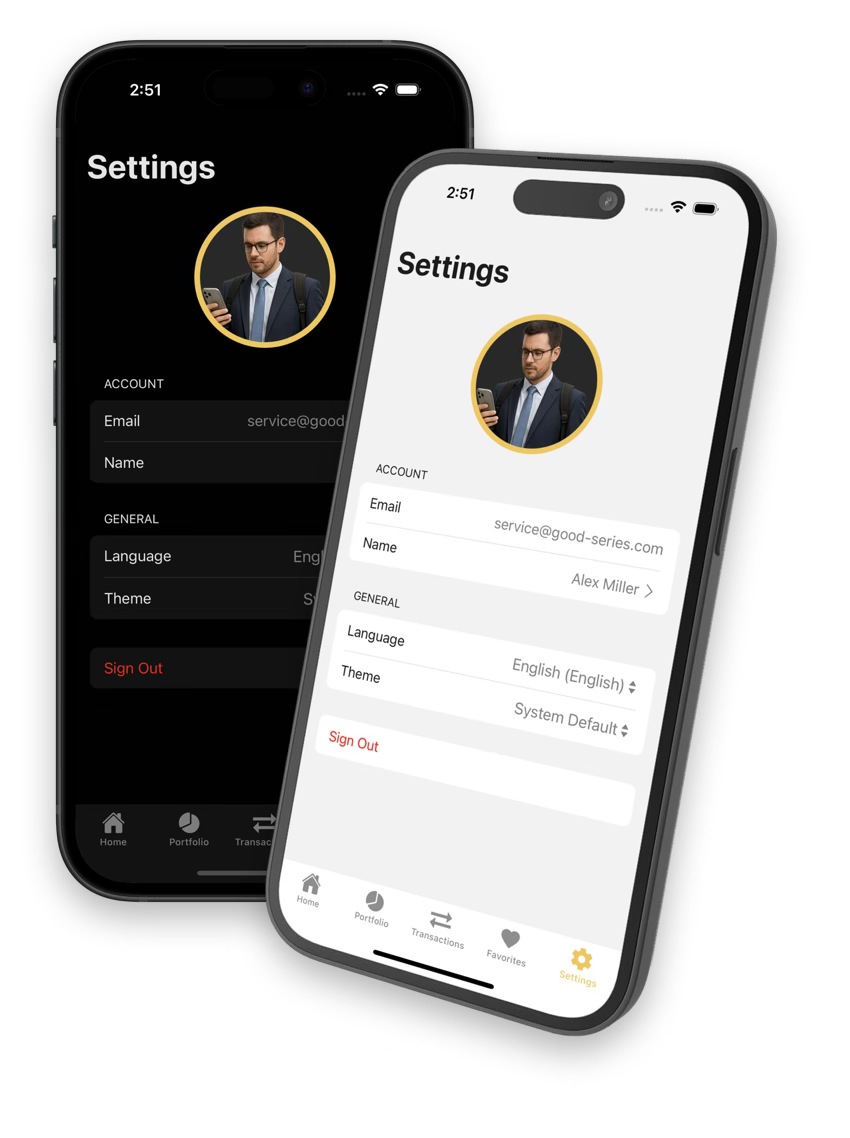 2:51
Settings
ACCOUNT
Email service@good
Name
GENERAL
Language Engl
Theme
Sign Out
Home Portfolio Transac
2:51
Settings
ACCOUNT
Email service@good-series.com
Name Alex Miller
GENERAL
Language English (English)
Theme System Default
Sign Out
Home Portfolio Transactions Favorites Settings